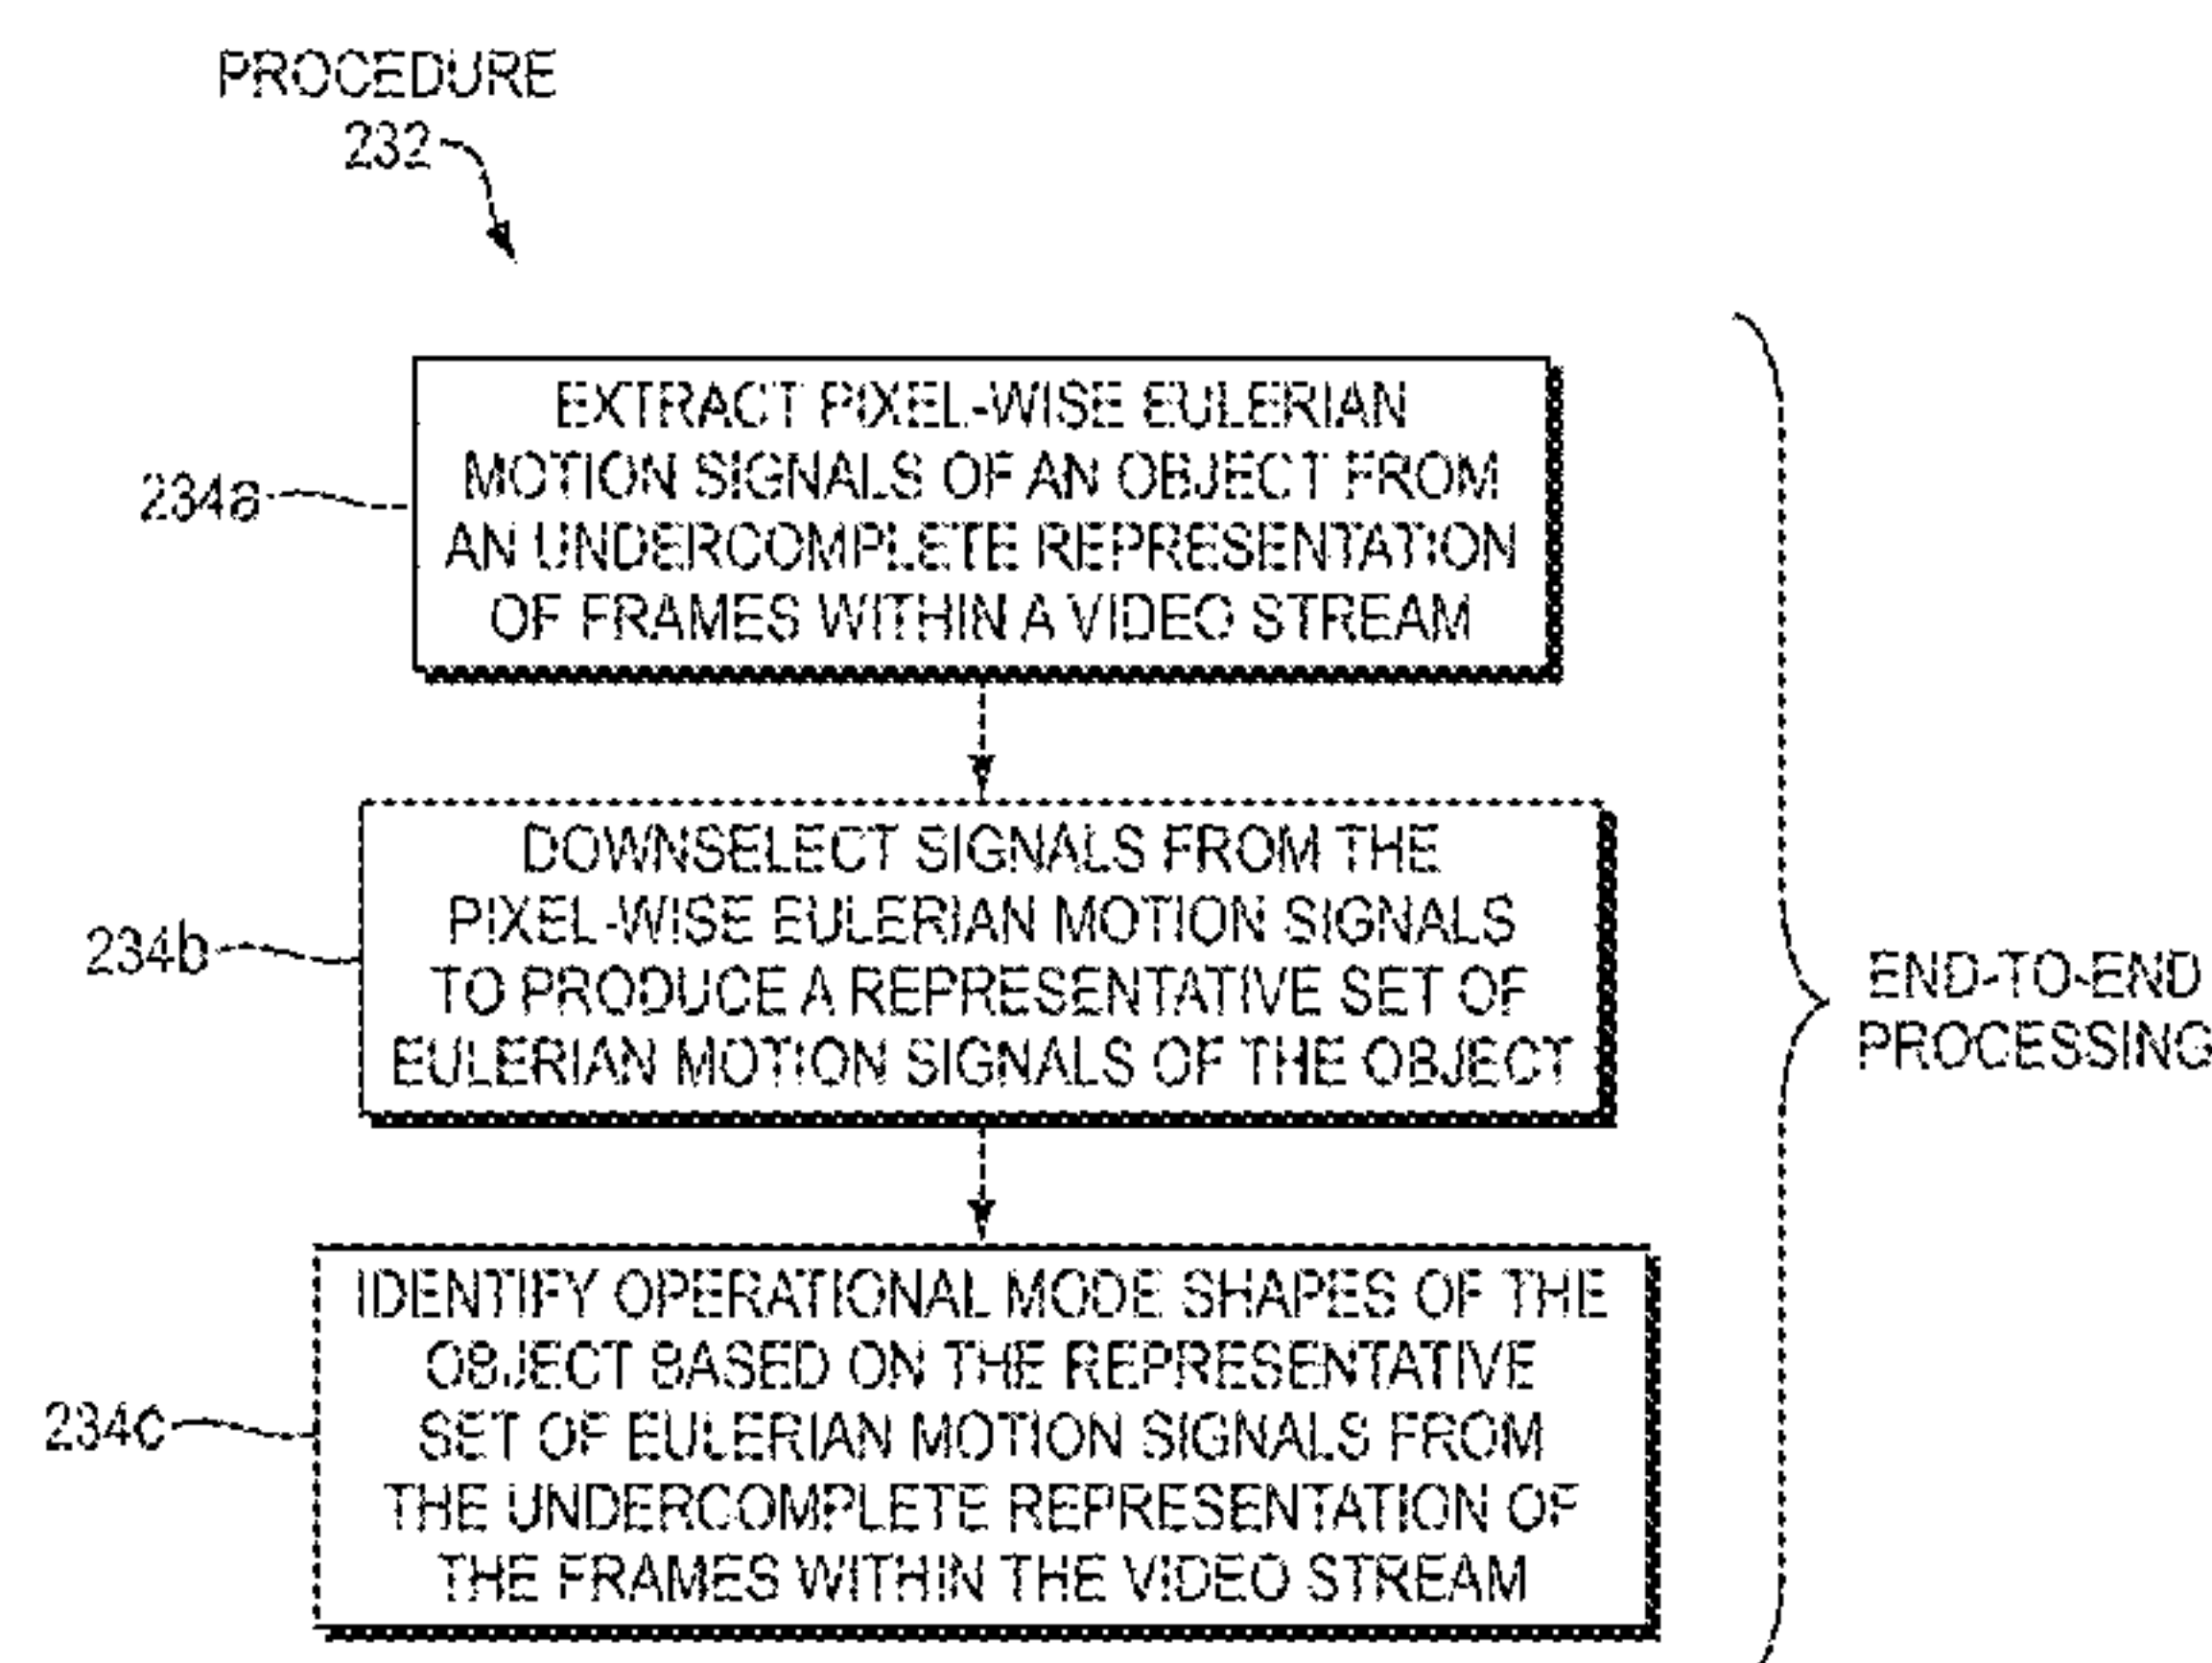 PROCEDURE
232
EXTRACT PIXEL-WISE EULERIAN
MOTION SIGNALS OF AN OBJECT FROM
AN UNDERCOMPLETE REPRESENTATION
OF FRAMES WITHIN A VIDEO STREAM
234a
DOWNSELECT SIGNALS FROM THE
PIXEL-WISE EULERIAN MOTION SIGNALS
TO PRODUCE A REPRESENTATIVE SET OF
EULERIAN MOTION SIGNALS OF THE OBJECT
234b
END-TO-END
PROCESSING
IDENTIFY OPERATIONAL MODE SHAPES OF THE
OBJECT BASED ON THE REPRESENTATIVE
SET OF EULERIAN MOTION SIGNALS FROM
THE UNDERCOMPLETE REPRESENTATION OF
THE FRAMES WITHIN THE VIDEO STREAM
234c